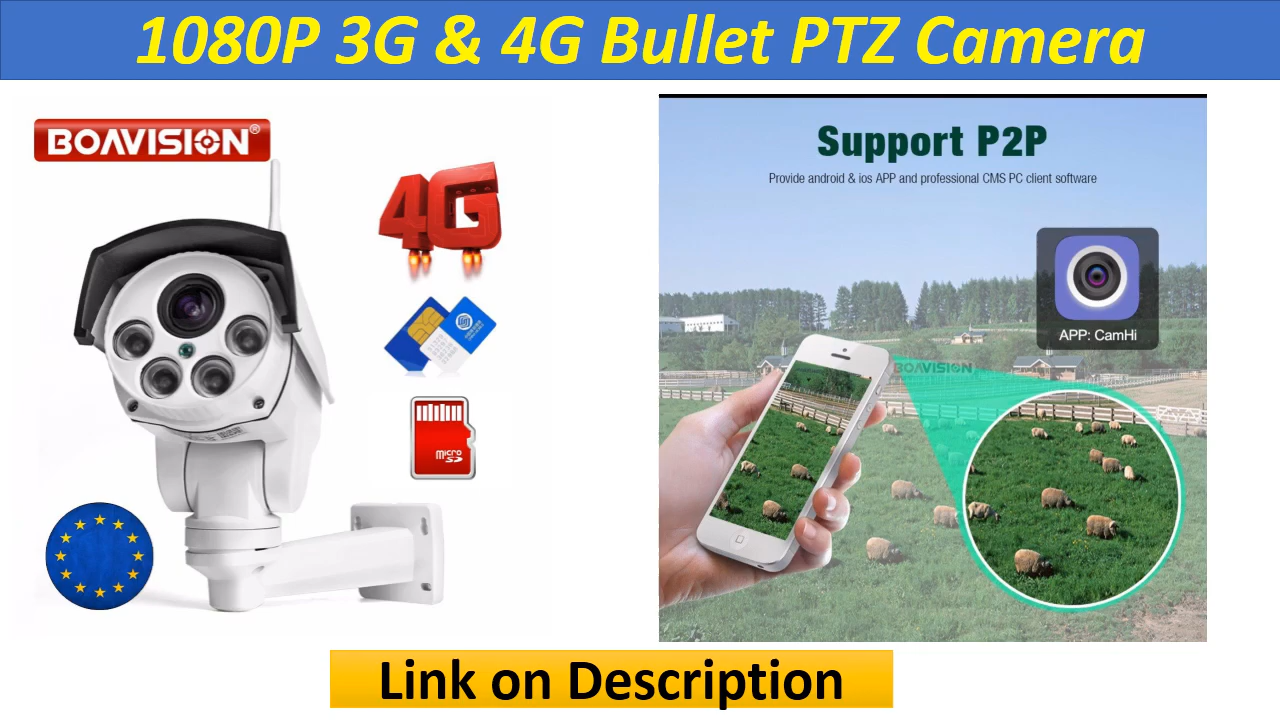 1080P 3G & 4G Bullet PTZ Camera
BOAVISION®
4G
Micro
SD
Support P2P
Provide android & ios APP and professional CMS PC client software
APP: CamHi
BOAVISION
Link on Description